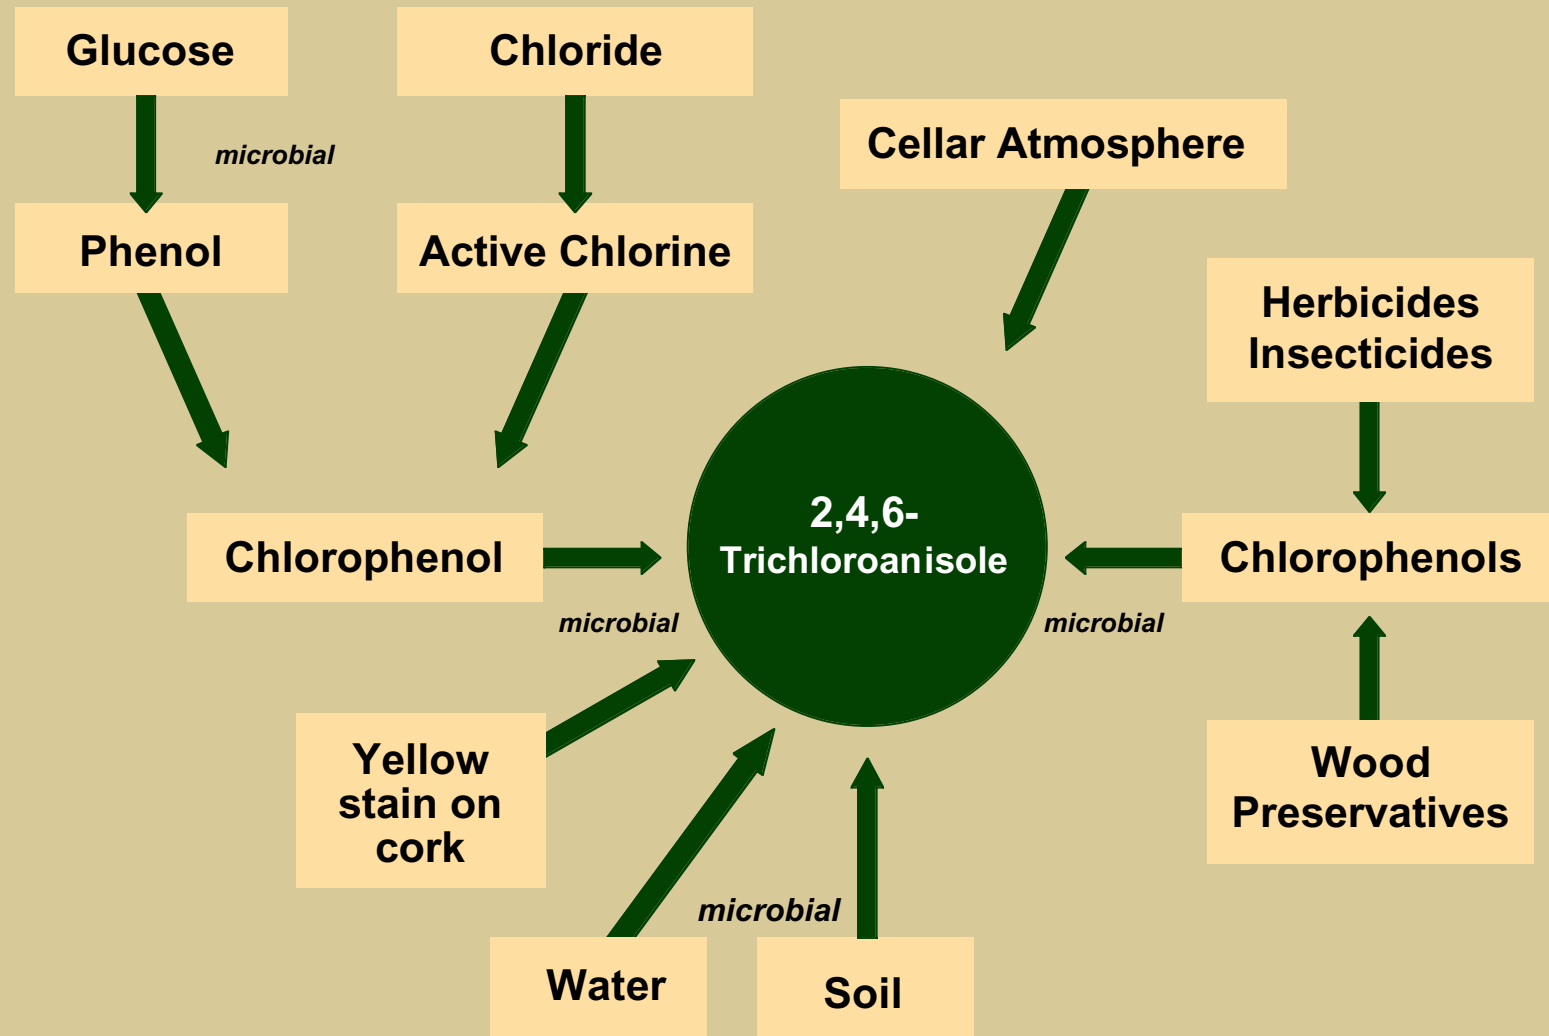 Glucose
Chloride
Cellar Atmosphere
microbial
Phenol
Active Chlorine
Herbicides
Insecticides
2,4,6-
Trichloroanisole
Chlorophenol
Chlorophenols
microbial
microbial
Yellow
stain on
cork
Wood
Preservatives
microbial
Water
Soil